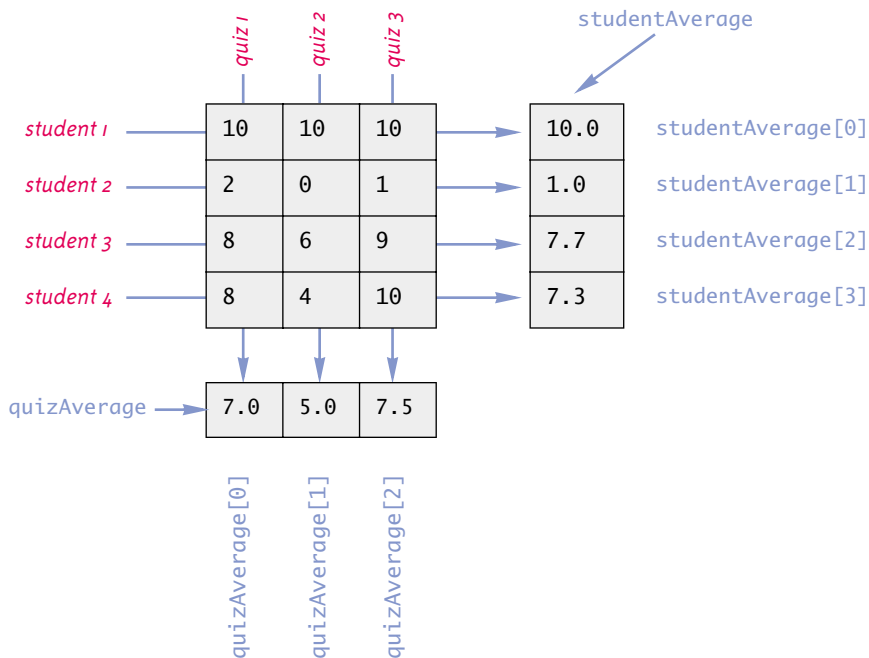 quiz 1 quiz 2 quiz 3
studentAverage
student 1 10 10 10 10.0 studentAverage[0]
student 2 2 0 1 1.0 studentAverage[1]
student 3 8 6 9 7.7 studentAverage[2]
student 4 8 4 10 7.3 studentAverage[3]
quizAverage 7.0 5.0 7.5
quizAverage[0]
quizAverage[1]
quizAverage[2]